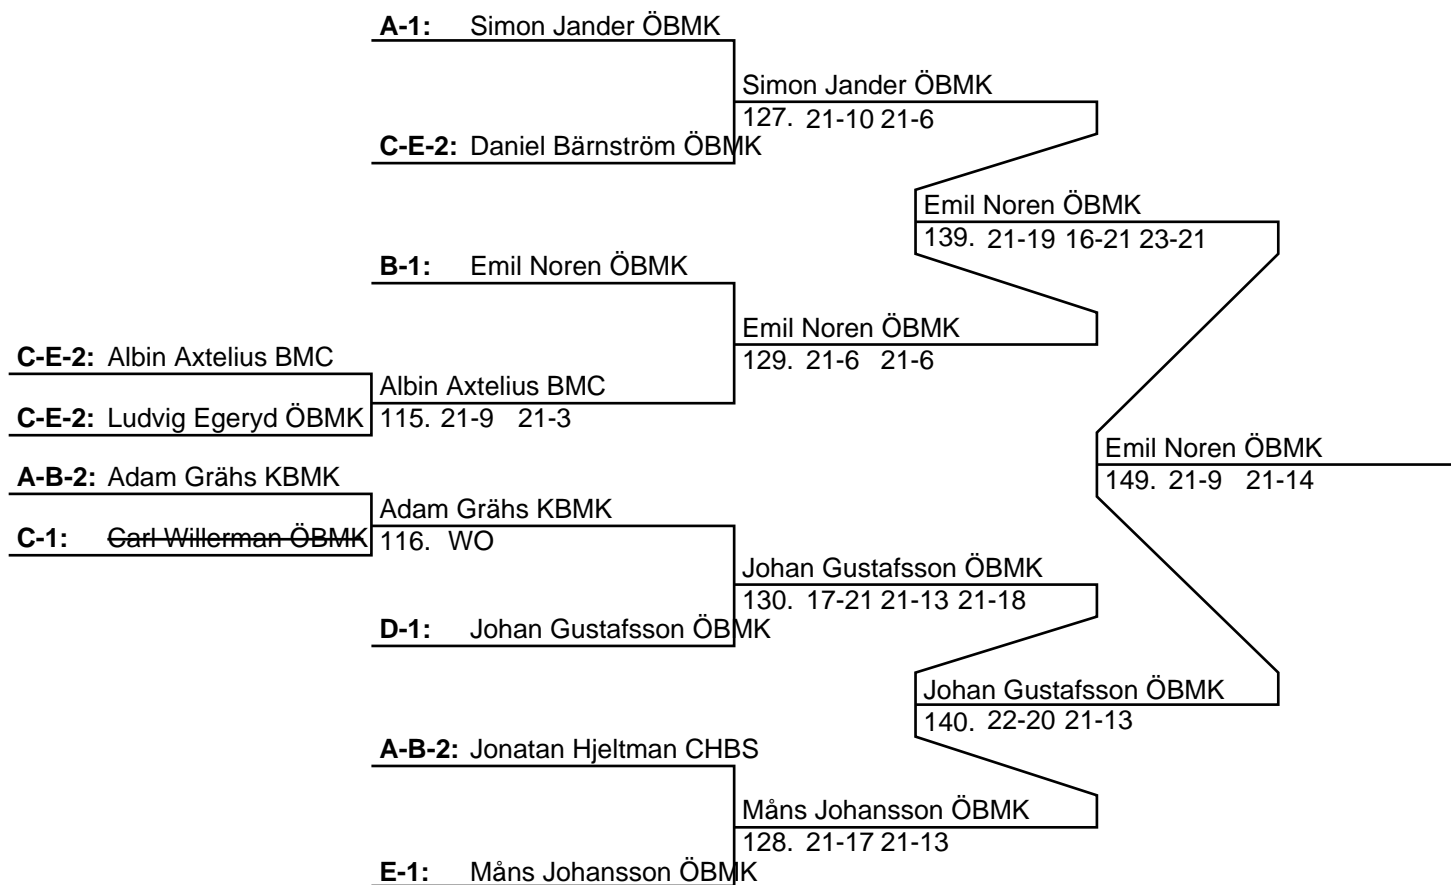 A-1: Simon Jander ÖBMK
Simon Jander ÖBMK
127. 21-10 21-6
C-E-2: Daniel Bärnström ÖBMK
Emil Noren ÖBMK
139. 21-19 16-21 23-21
B-1: Emil Noren ÖBMK
Emil Noren ÖBMK
129. 21-6 21-6
C-E-2: Albin Axtelius BMC
Albin Axtelius BMC
115. 21-9 21-3
C-E-2: Ludvig Egeryd ÖBMK
Emil Noren ÖBMK
149. 21-9 21-14
A-B-2: Adam Grähs KBMK
Adam Grähs KBMK
116. WO
C-1: Carl Willerman ÖBMK
Johan Gustafsson ÖBMK
130. 17-21 21-13 21-18
D-1: Johan Gustafsson ÖBMK
Johan Gustafsson ÖBMK
140. 22-20 21-13
A-B-2: Jonatan Hjeltman CHBS
Måns Johansson ÖBMK
128. 21-17 21-13
E-1: Måns Johansson ÖBMK